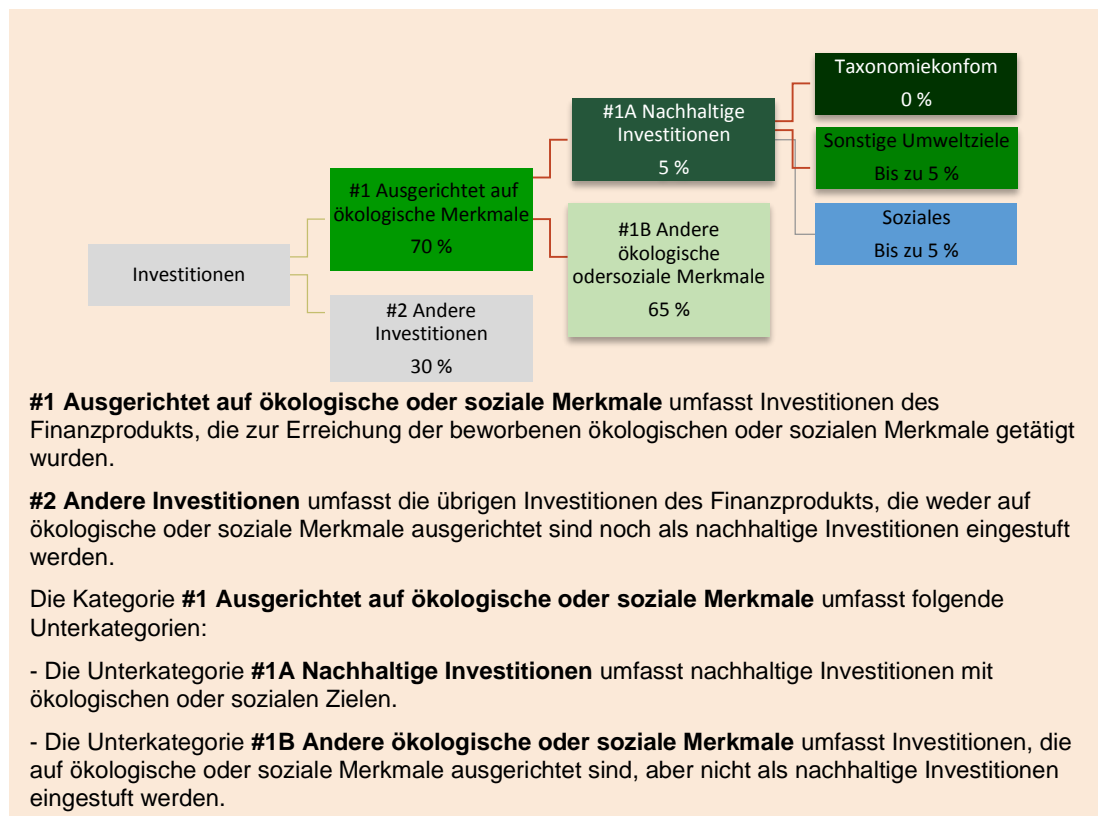 Investitionen
#1 Ausgerichtet auf
ökologische Merkmale
70 %
#2 Andere
Investitionen
30 %
#1A Nachhaltige
Investitionen
5 %
#1B Andere
ökologische
odersoziale Merkmale
65 %
Taxonomiekonfom
0 %
Sonstige Umweltziele
Bis zu 5 %
Soziales
Bis zu 5 %
#1 Ausgerichtet auf ökologische oder soziale Merkmale umfasst Investitionen des
Finanzprodukts, die zur Erreichung der beworbenen ökologischen oder sozialen Merkmale getätigt
wurden.
#2 Andere Investitionen umfasst die übrigen Investitionen des Finanzprodukts, die weder auf
ökologische oder soziale Merkmale ausgerichtet sind noch als nachhaltige Investitionen eingestuft
werden.
Die Kategorie #1 Ausgerichtet auf ökologische oder soziale Merkmale umfasst folgende
Unterkategorien:
- Die Unterkategorie #1A Nachhaltige Investitionen umfasst nachhaltige Investitionen mit
ökologischen oder sozialen Zielen.
- Die Unterkategorie #1B Andere ökologische oder soziale Merkmale umfasst Investitionen, die
auf ökologische oder soziale Merkmale ausgerichtet sind, aber nicht als nachhaltige Investitionen
eingestuft werden.